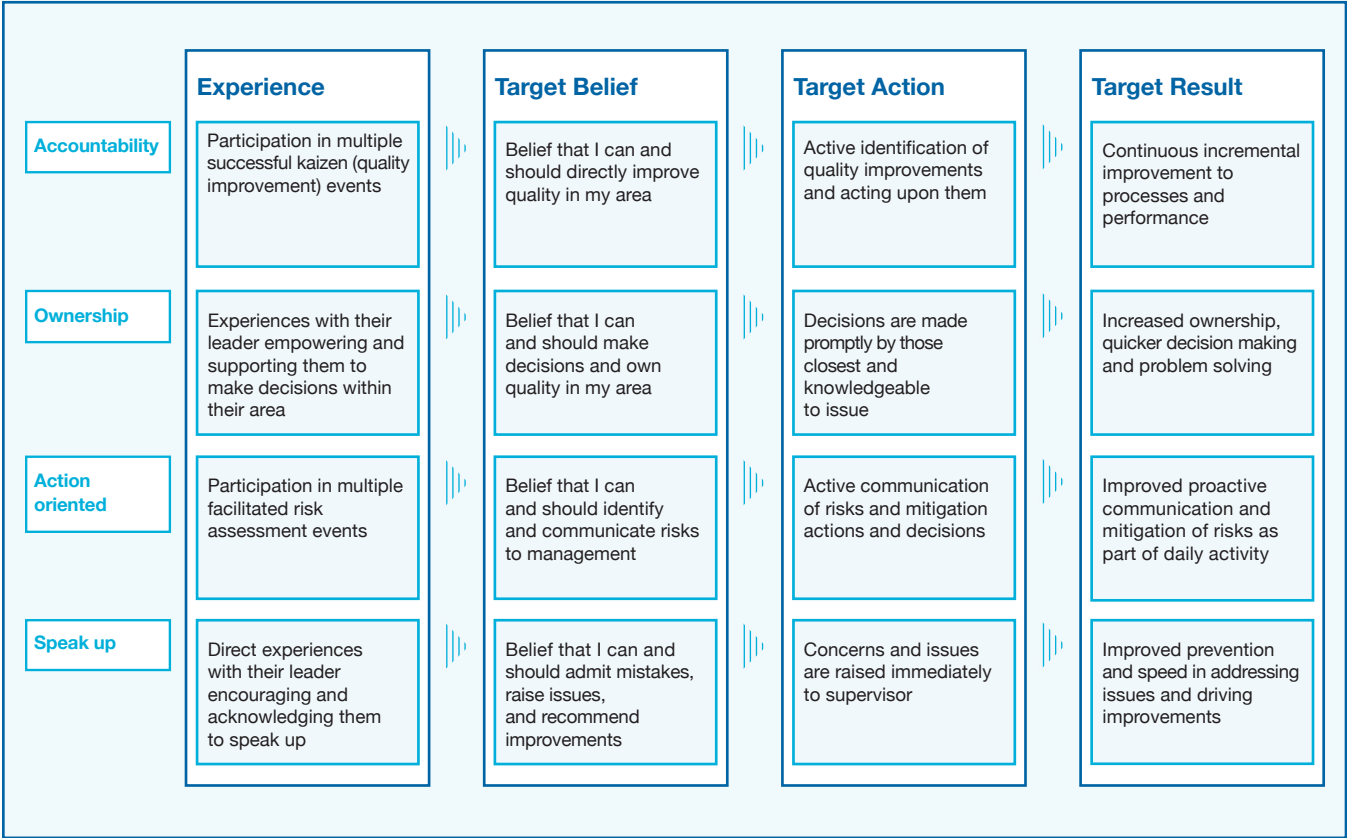 Experience
Target Belief
Target Action
Target Result
Accountability
Participation in multiple
successful kaizen (quality
improvement) events
Belief that I can and
should directly improve
quality in my area
Active identification of
quality improvements
and acting upon them
Continuous incremental
improvement to
processes and
performance
Ownership
Experiences with their
leader empowering and
supporting them to
make decisions within
their area
Belief that I can
and should make
decisions and own
quality in my area
Decisions are made
promptly by those
closest and
knowledgeable
to issue
Increased ownership,
quicker decision making
and problem solving
Action
oriented
Participation in multiple
facilitated risk
assessment events
Belief that I can
and should identify
and communicate risks
to management
Active communication
of risks and mitigation
actions and decisions
Improved proactive
communication and
mitigation of risks as
part of daily activity
Speak up
Direct experiences
with their leader
encouraging and
acknowledging them
to speak up
Belief that I can and
should admit mistakes,
raise issues,
and recommend
improvements
Concerns and issues
are raised immediately
to supervisor
Improved prevention
and speed in addressing
issues and driving
improvements